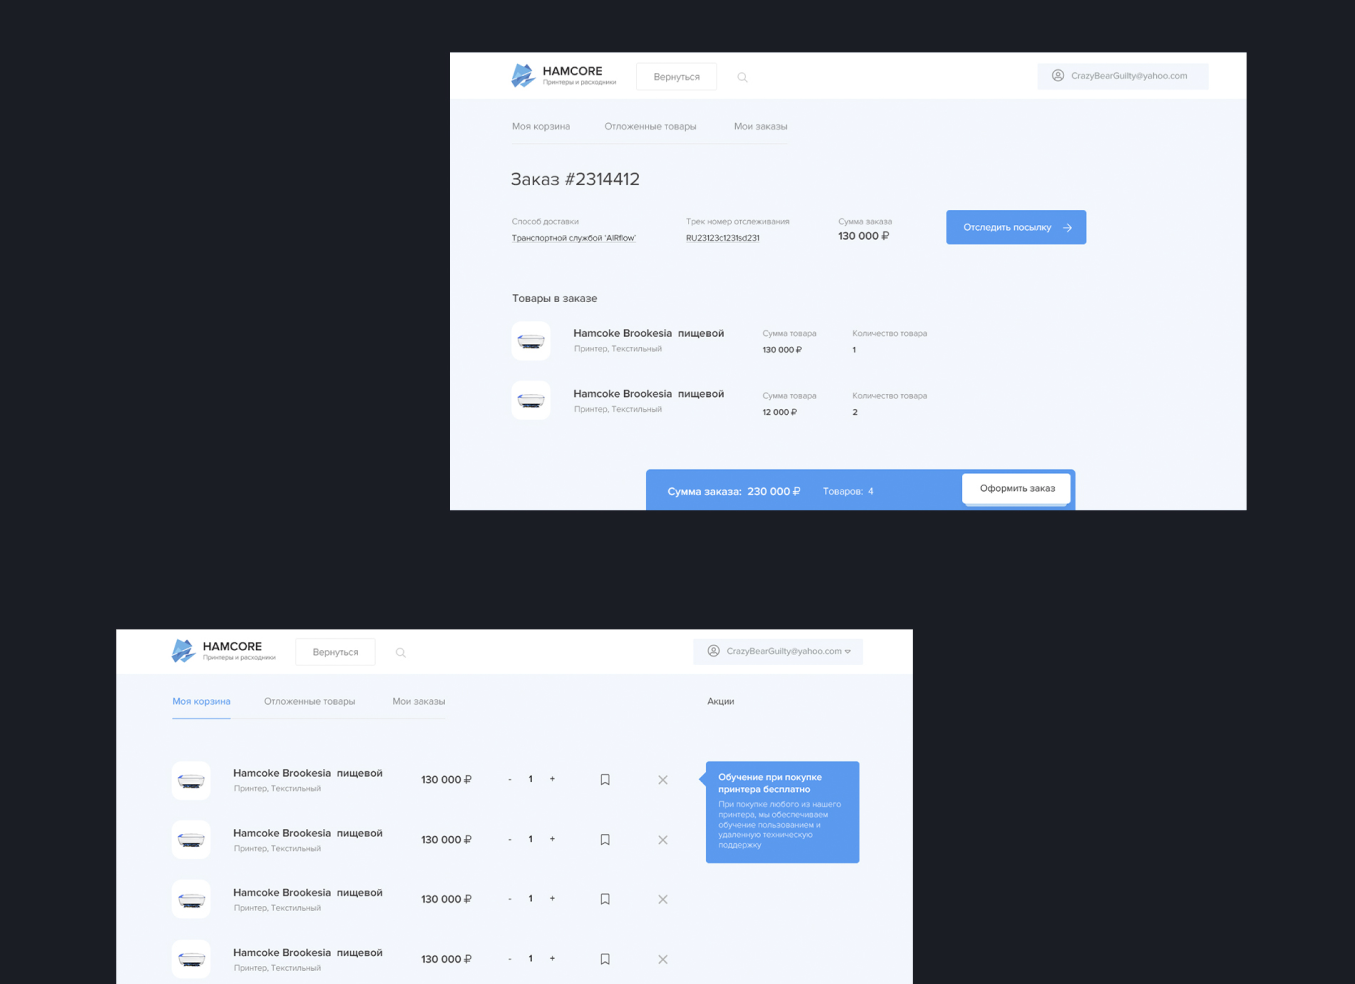 HAMCORE
Принтеры и расходники
Вернуться
CrazyBearGuilty@yahoo.com
Моя корзина
Отложенные товары
Мои заказы
Заказ #2314412
Способ доставки
Транспортной службой 'AIRflow'
Трек номер отслеживания
RU23123c1231sd231
Сумма заказа
130 000 ₽
Отследить посылку
Товары в заказе
Hamcoke Brookesia пищевой
Принтер, Текстильный
Сумма товара
130 000 ₽
Количество товара
1
Hamcoke Brookesia пищевой
Принтер, Текстильный
Сумма товара
12 000 ₽
Количество товара
2
Сумма заказа: 230 000 ₽
Товаров: 4
Оформить заказ
HAMCORE
Принтеры и расходники
Вернуться
CrazyBearGuilty@yahoo.com
Моя корзина
Отложенные товары
Мои заказы
Акции
Hamcoke Brookesia пищевой
Принтер, Текстильный
130 000 ₽
- 1 +
Обучение при покупке
принтера бесплатно
При покупке любого из нашего
принтера, мы обеспечиваем
обучение пользованием и
удаленную техническую
поддержку
Hamcoke Brookesia пищевой
Принтер, Текстильный
130 000 ₽
- 1 +
Hamcoke Brookesia пищевой
Принтер, Текстильный
130 000 ₽
- 1 +
Hamcoke Brookesia пищевой
Принтер, Текстильный
130 000 ₽
- 1 +